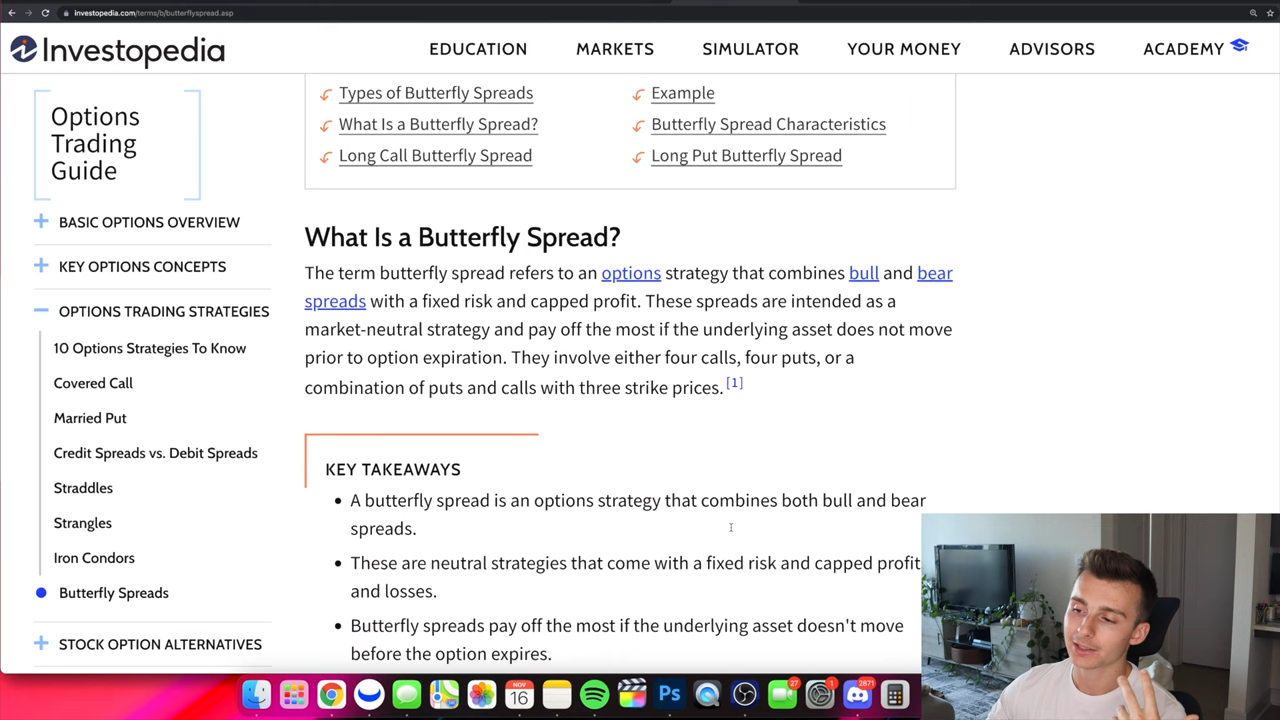 investopedia.com/terms/b/butterflyspread.asp
Investopedia
EDUCATION
MARKETS
SIMULATOR
YOUR MONEY
ADVISORS
ACADEMY
Options
Trading
Guide
BASIC OPTIONS OVERVIEW
KEY OPTIONS CONCEPTS
OPTIONS TRADING STRATEGIES
10 Options Strategies To Know
Covered Call
Married Put
Credit Spreads vs. Debit Spreads
Straddles
Strangles
Iron Condors
Butterfly Spreads
STOCK OPTION ALTERNATIVES
Types of Butterfly Spreads
Example
What Is a Butterfly Spread?
Butterfly Spread Characteristics
Long Call Butterfly Spread
Long Put Butterfly Spread
What Is a Butterfly Spread?
The term butterfly spread refers to an options strategy that combines bull and bear
spreads with a fixed risk and capped profit. These spreads are intended as a
market-neutral strategy and pay off the most if the underlying asset does not move
prior to option expiration. They involve either four calls, four puts, or a
combination of puts and calls with three strike prices. [1]
KEY TAKEAWAYS
A butterfly spread is an options strategy that combines both bull and bear
spreads.
These are neutral strategies that come with a fixed risk and capped profit
and losses.
Butterfly spreads pay off the most if the underlying asset doesn't move
before the option expires.
NOV
16
Ps
27
1
2871